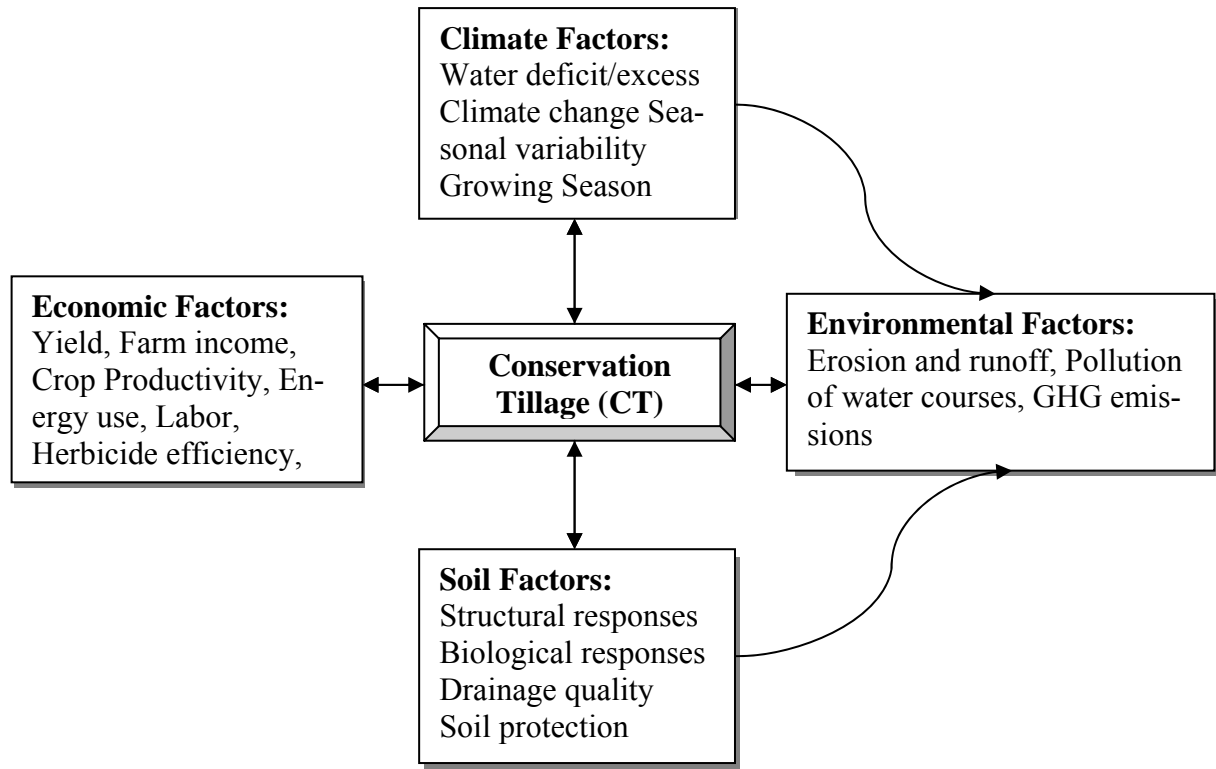 Climate Factors:
Water deficit/excess
Climate change Sea-
sonal variability
Growing Season
Economic Factors:
Yield, Farm income,
Crop Productivity, En-
ergy use, Labor,
Herbicide efficiency,
Conservation
Tillage (CT)
Environmental Factors:
Erosion and runoff, Pollution
of water courses, GHG emis-
sions
Soil Factors:
Structural responses
Biological responses
Drainage quality
Soil protection